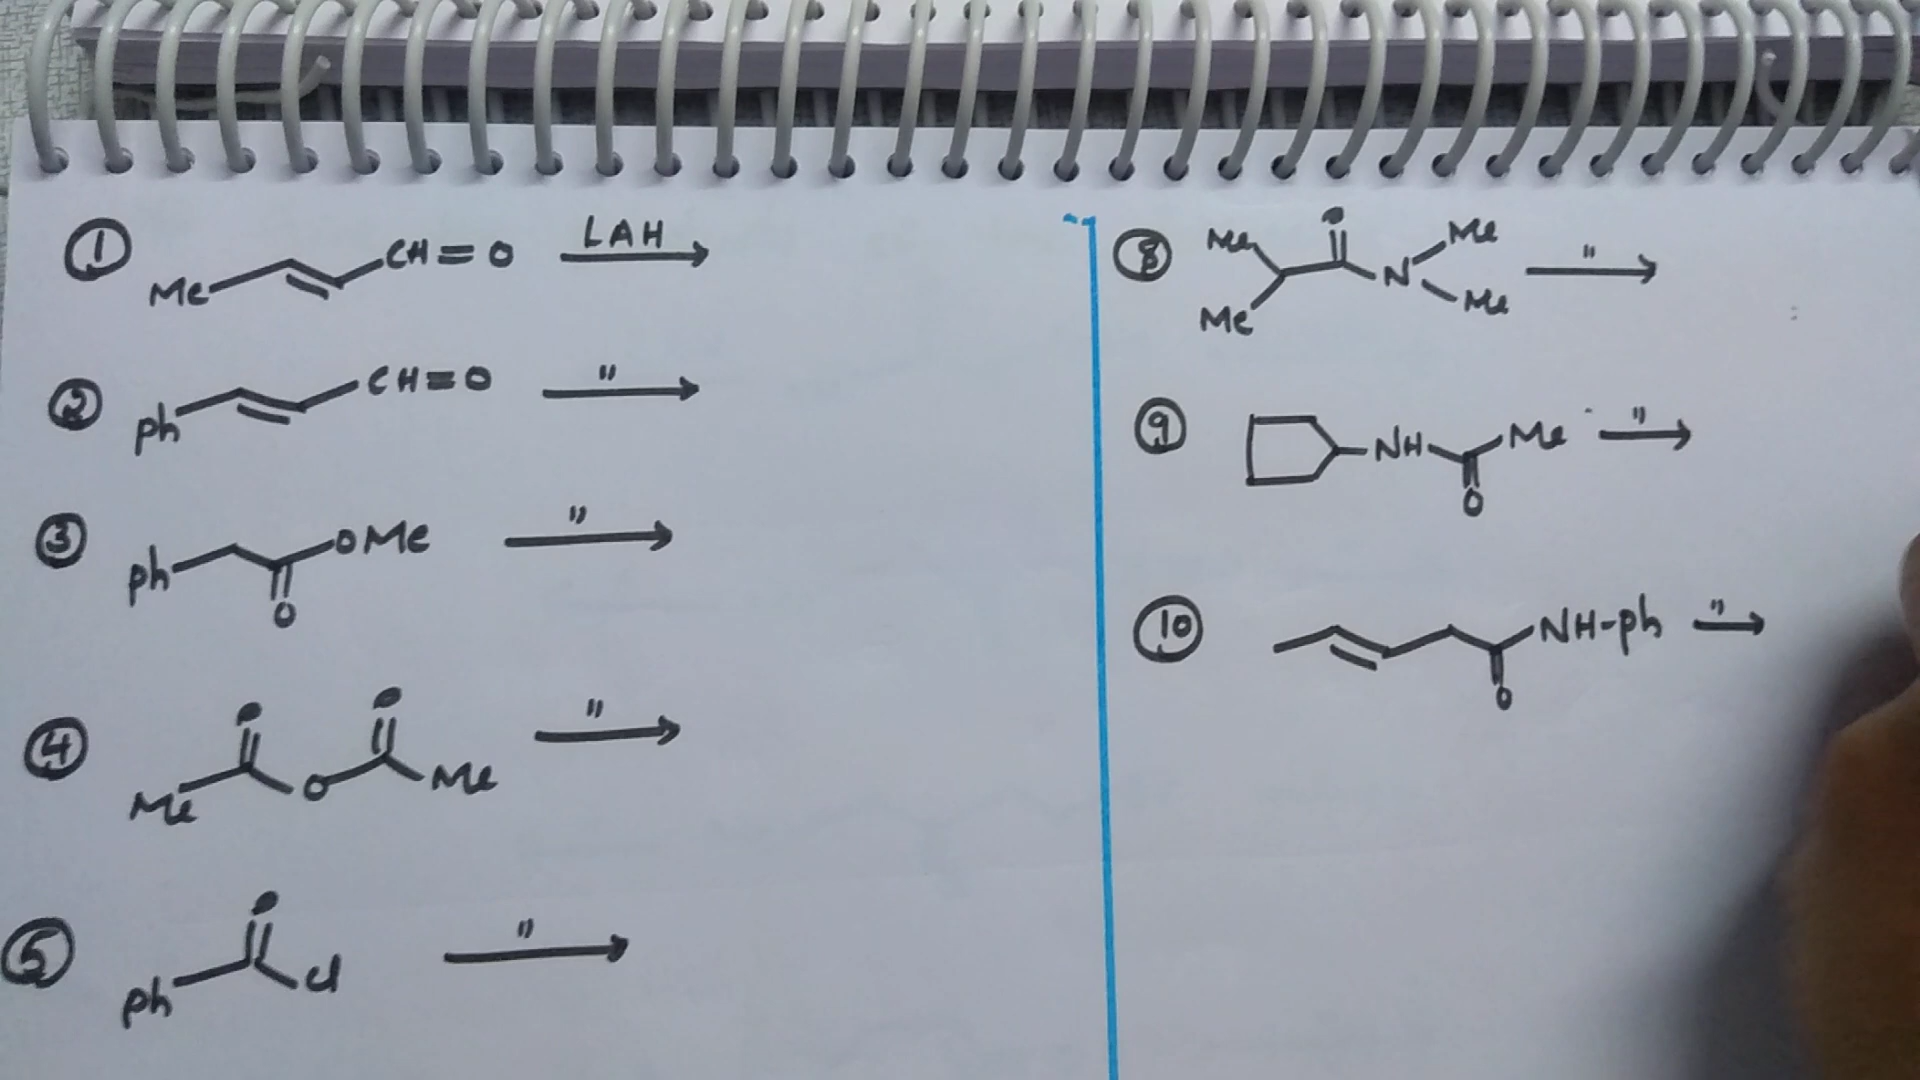 ① Me CH=O LAH
② Ph CH=O "
③ Ph OMe O "
④ Me O O O Me "
⑤ Ph O Cl "
⑧ Me Me O N Me Me "
⑨ NH O Me "
⑩ O NH-Ph "